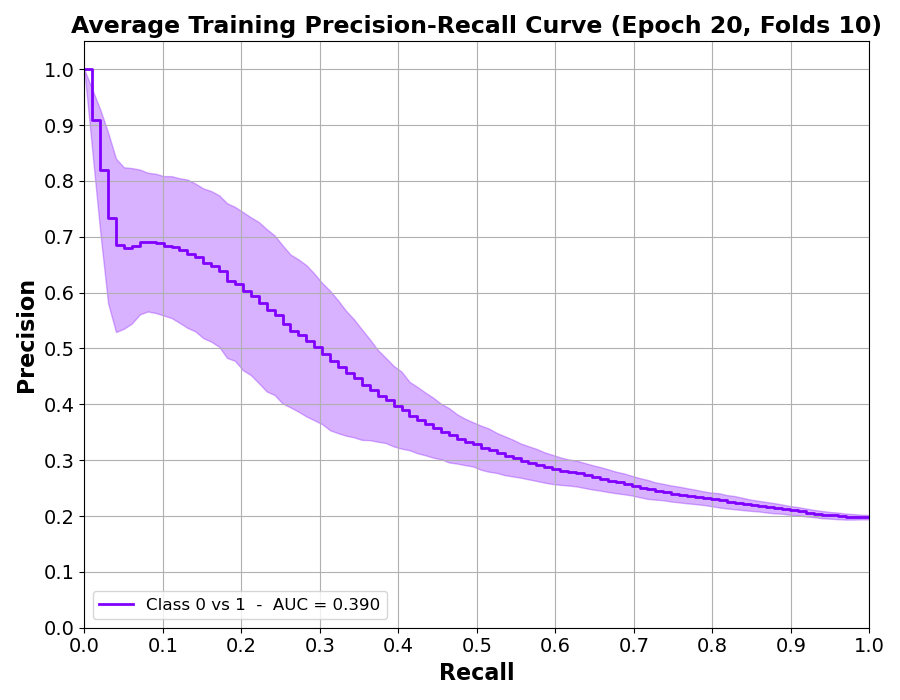 Average Training Precision-Recall Curve (Epoch 20, Folds 10)
Precision
1.0
0.9
0.8
0.7
0.6
0.5
0.4
0.3
0.2
0.1
0.0
Class 0 vs 1  -  AUC = 0.390
0.0 0.1 0.2 0.3 0.4 0.5 0.6 0.7 0.8 0.9 1.0
Recall